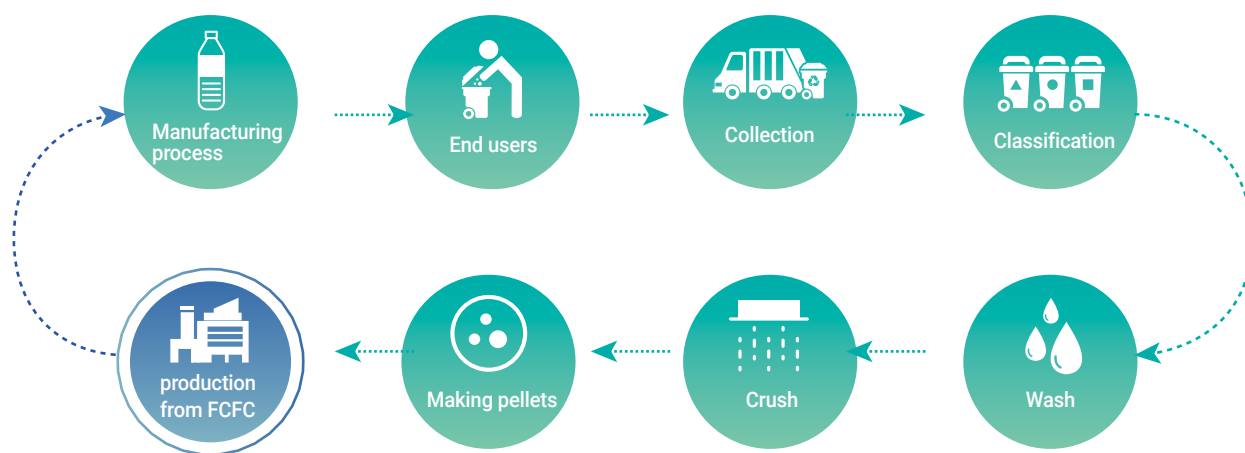 Manufacturing
process
End users
Collection
Classification
production
from FCFC
Making pellets
Crush
Wash